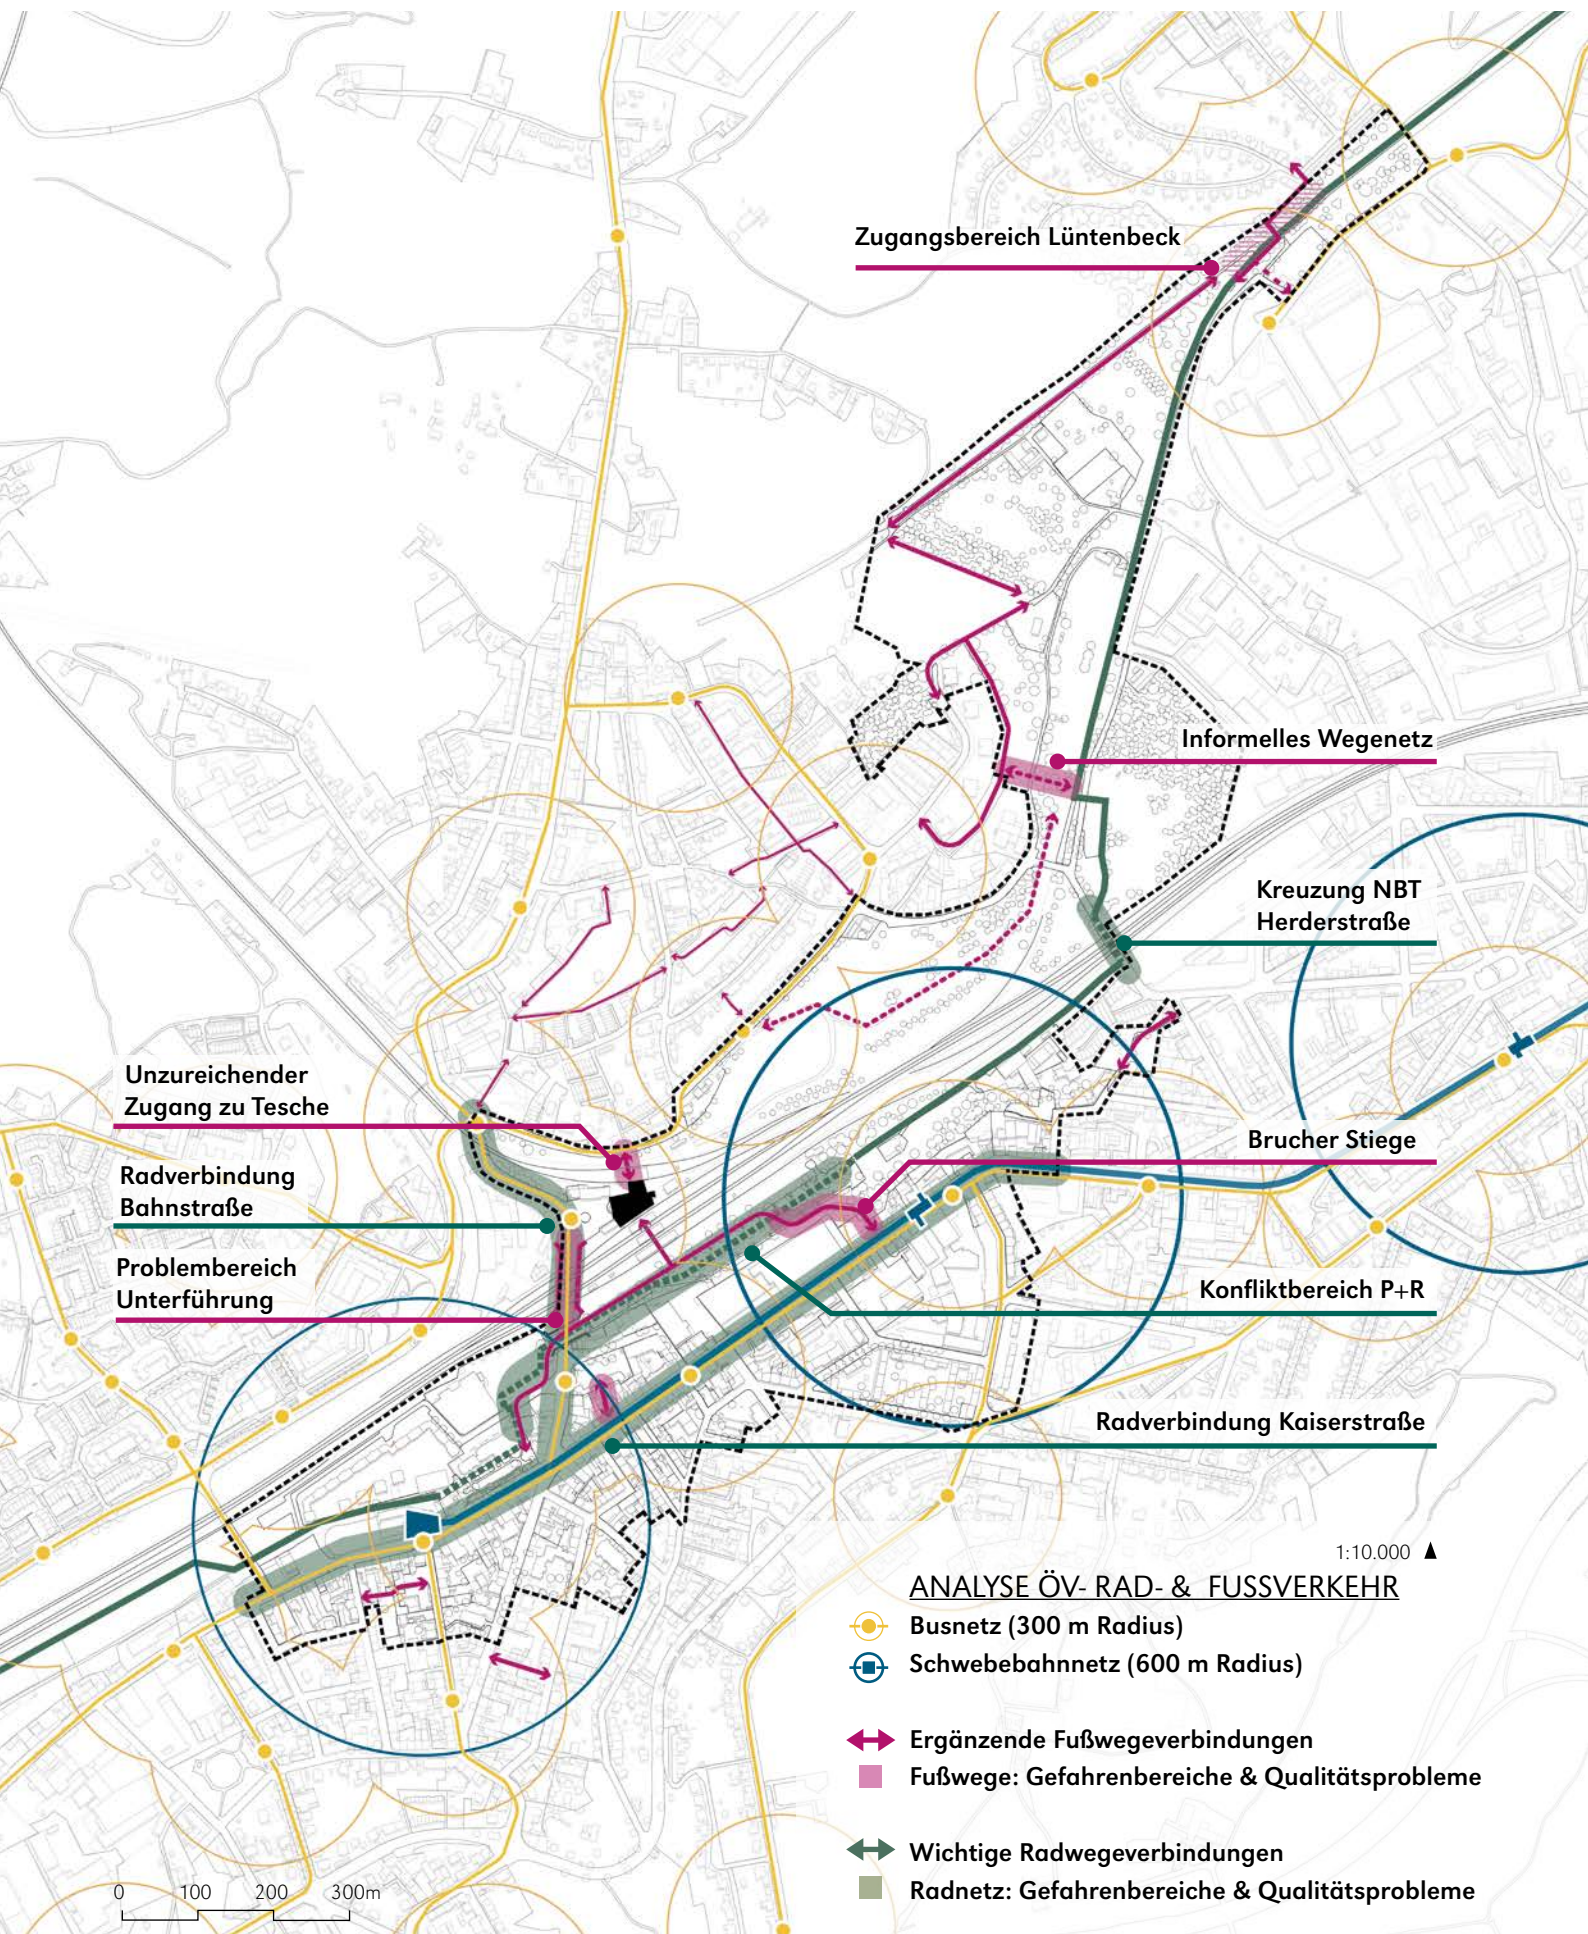 Zugangsbereich Lüntenbeck
Informelles Wegenetz
Kreuzung NBT
Herderstraße
Unzureichender
Zugang zu Tesche
Brucher Stiege
Radverbindung
Bahnstraße
Problembereich
Unterführung
Konfliktbereich P+R
Radverbindung Kaiserstraße
1:10.000
ANALYSE ÖV- RAD- & FUSSVERKEHR
Busnetz (300 m Radius)
Schwebebahnnetz (600 m Radius)
Ergänzende Fußwegeverbindungen
Fußwege: Gefahrenbereiche & Qualitätsprobleme
Wichtige Radwegeverbindungen
Radnetz: Gefahrenbereiche & Qualitätsprobleme
0 100 200 300m